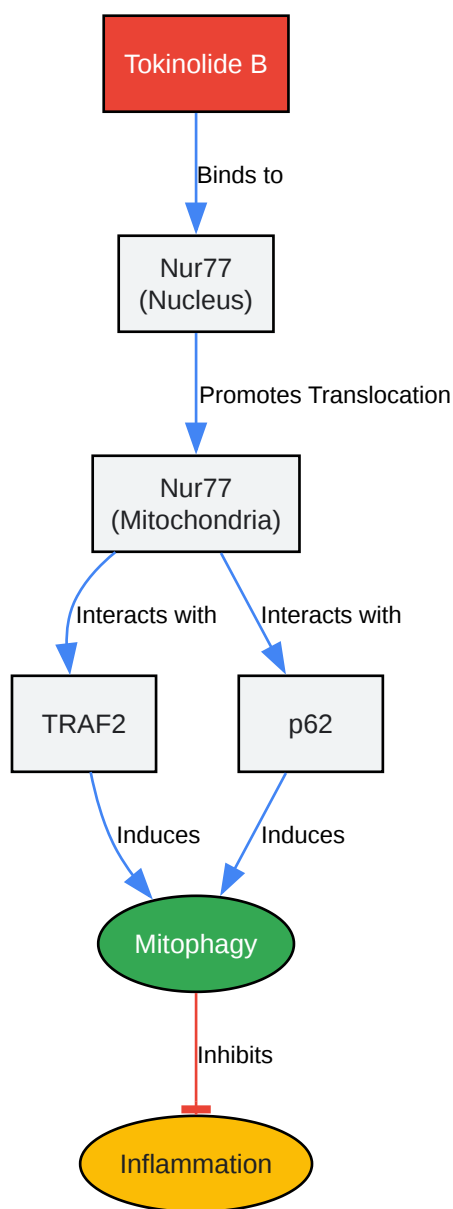 Tokinolide B
Binds to
Nur77
(Nucleus)
Promotes Translocation
Nur77
(Mitochondria)
Interacts with
Interacts with
TRAF2
p62
Induces
Induces
Mitophagy
Inhibits
Inflammation